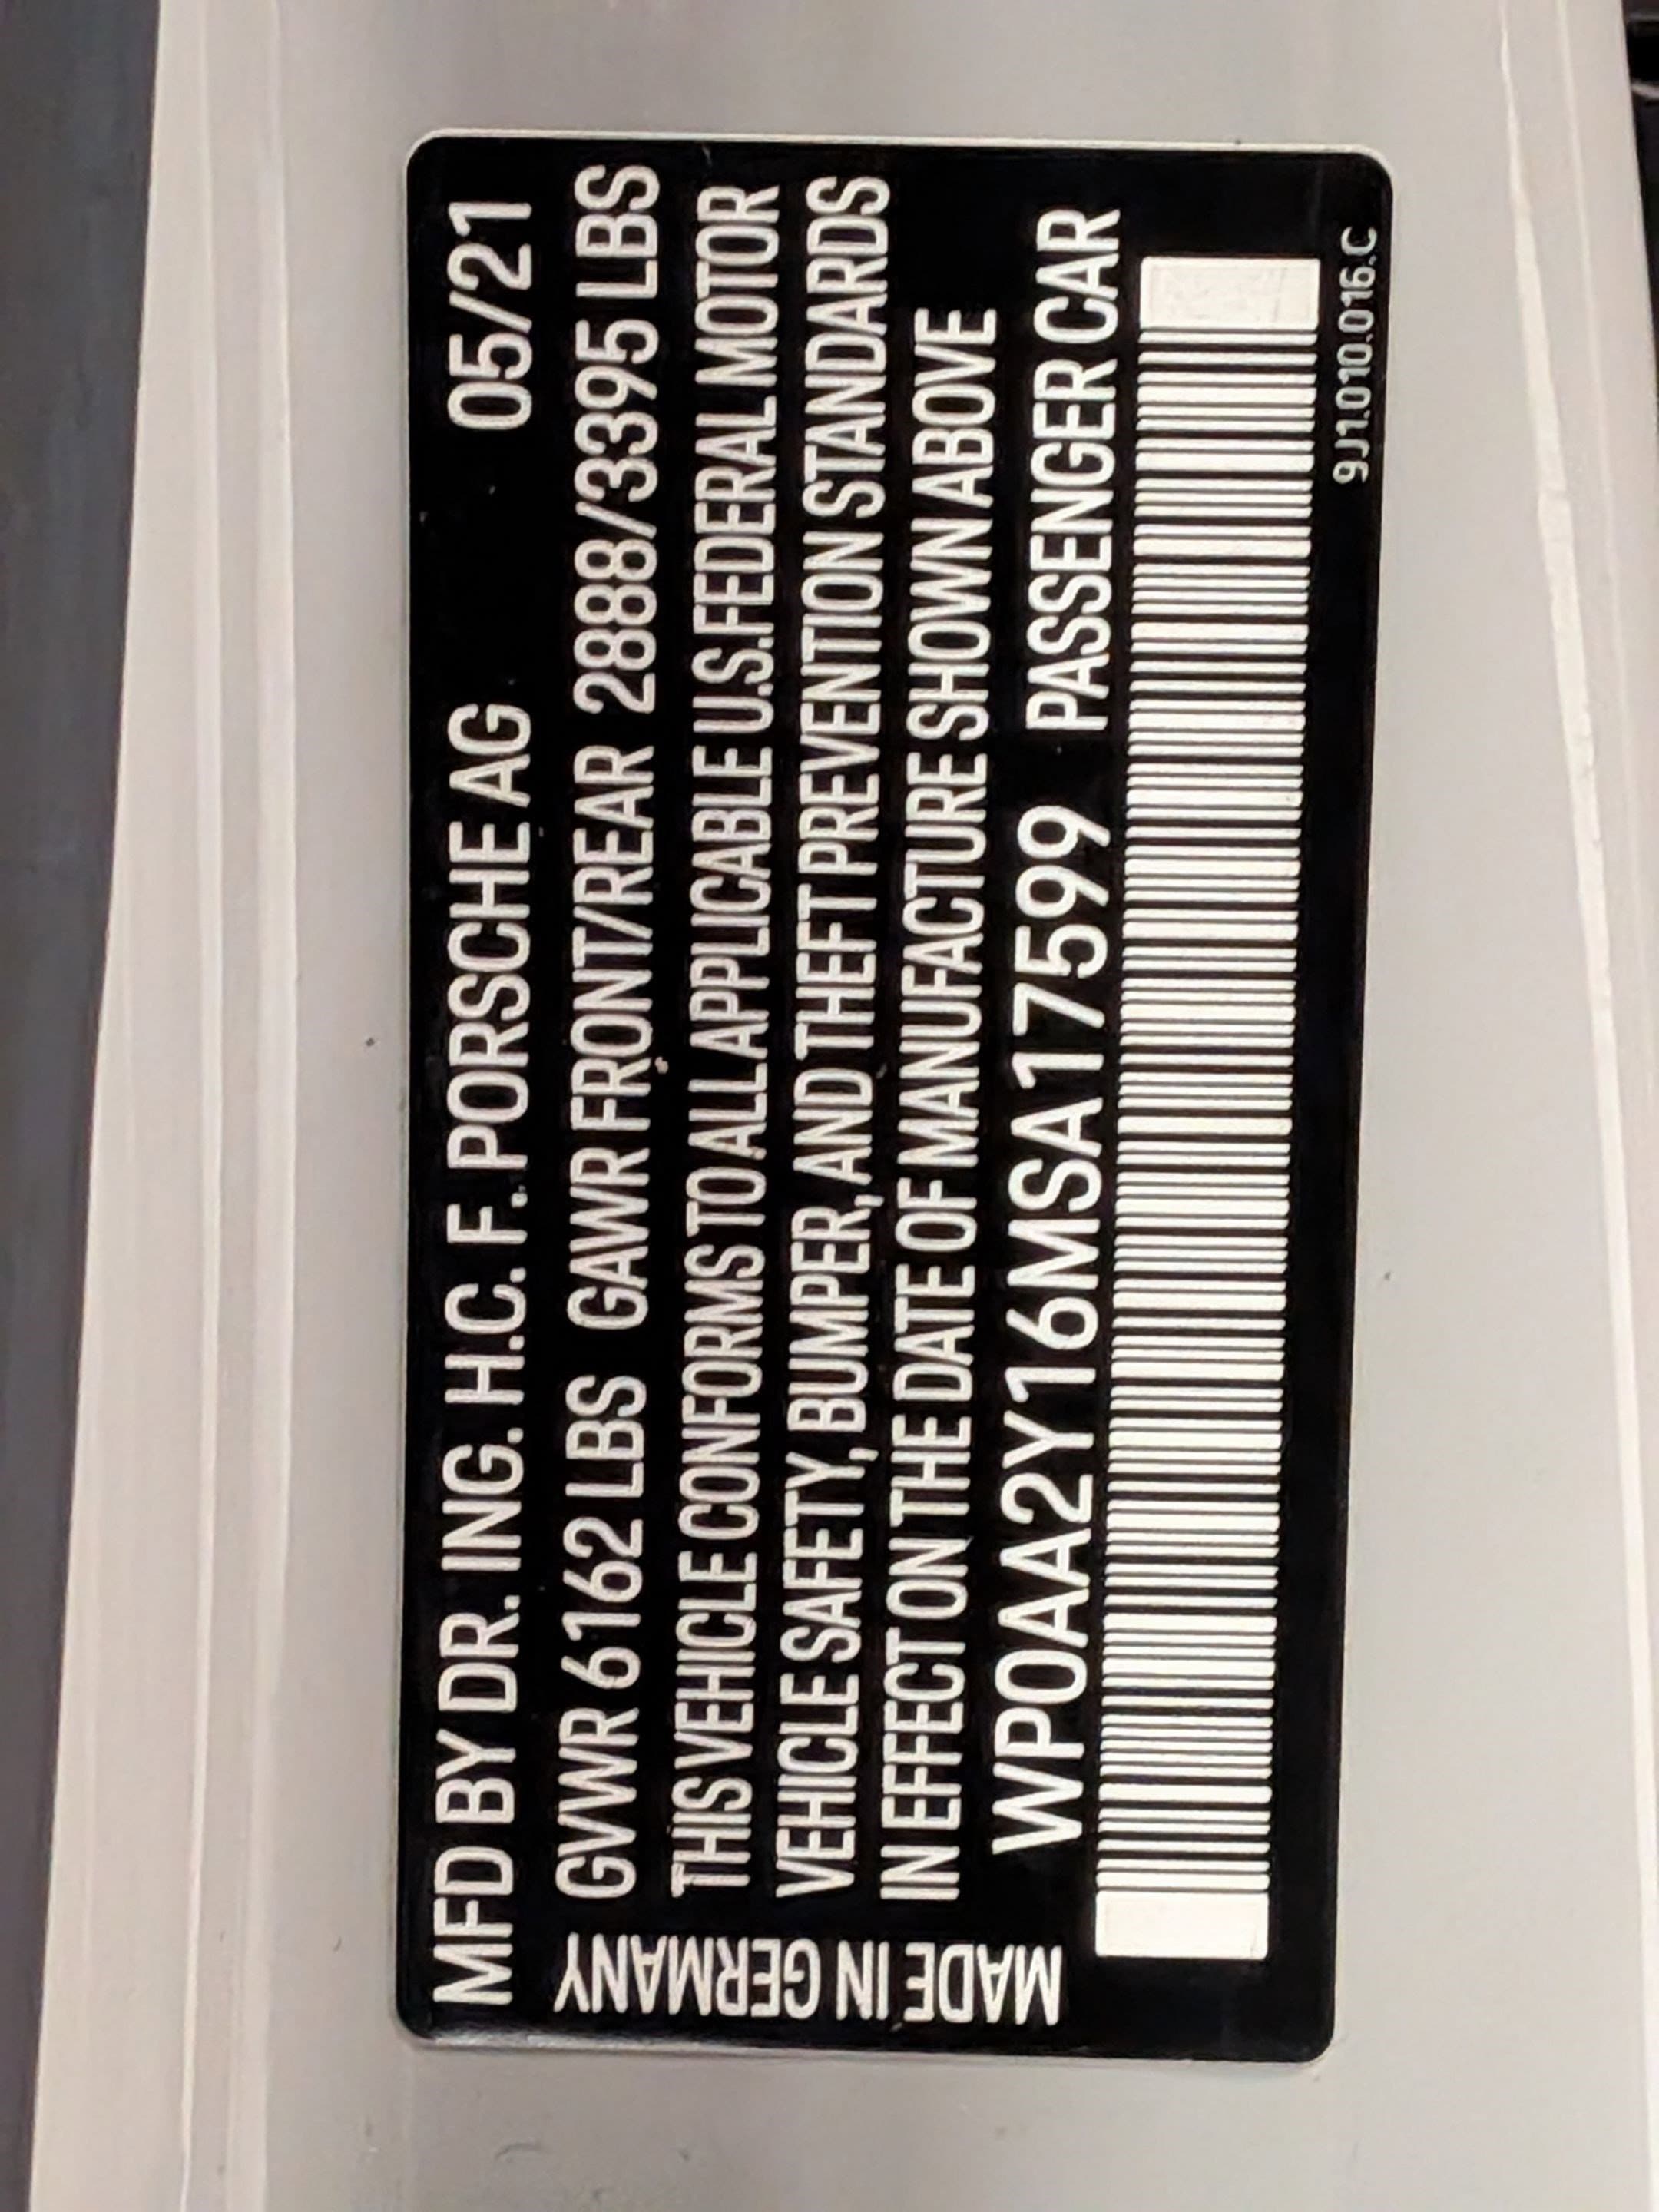 MFD BY DR. ING. H.C. F. PORSCHE AG 05/21
GVWR 6162 LBS GAWR FRONT/REAR 2888/3395 LBS
THIS VEHICLE CONFORMS TO ALL APPLICABLE U.S.FEDERAL MOTOR
VEHICLE SAFETY, BUMPER, AND THEFT PREVENTION STANDARDS
IN EFFECT ON THE DATE OF MANUFACTURE SHOWN ABOVE
WP0AA2Y16MSA17599 PASSENGER CAR
MADE IN GERMANY
9J1.010.016.C